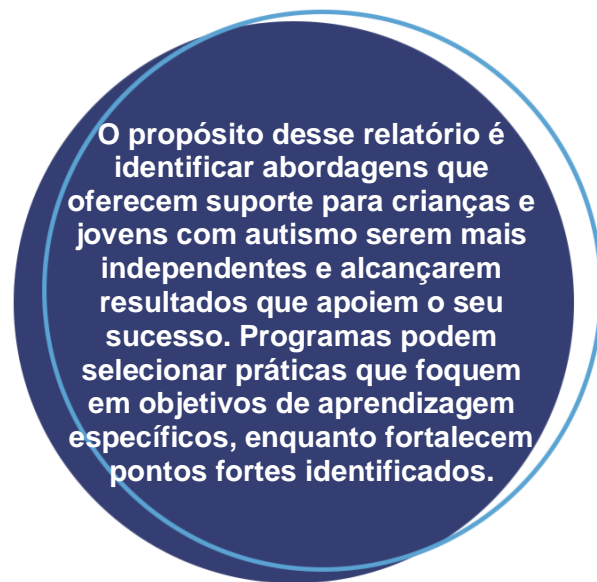 O propósito desse relatório é
identificar abordagens que
oferecem suporte para crianças e
jovens com autismo serem mais
independentes e alcançarem
resultados que apoiem o seu
sucesso. Programas podem
selecionar práticas que foquem
em objetivos de aprendizagem
específicos, enquanto fortalecem
pontos fortes identificados.